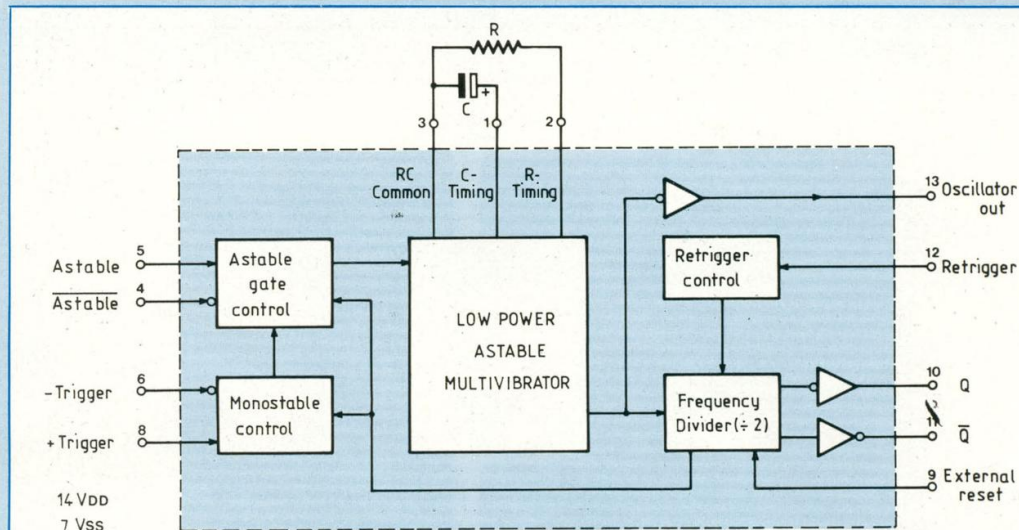 R
C
+
3
1
2
RC
Common
C-
Timing
R-
Timing
13
Oscillator
out
5
Astable
Astable
gate
control
Retrigger
control
12
Retrigger
4
Astable
LOW POWER
ASTABLE
MULTIVIBRATOR
6
-Trigger
Monostable
control
8
+Trigger
Frequency
Divider(÷ 2)
10
Q
11
Q
9
External
reset
14 VDD
7 VSS